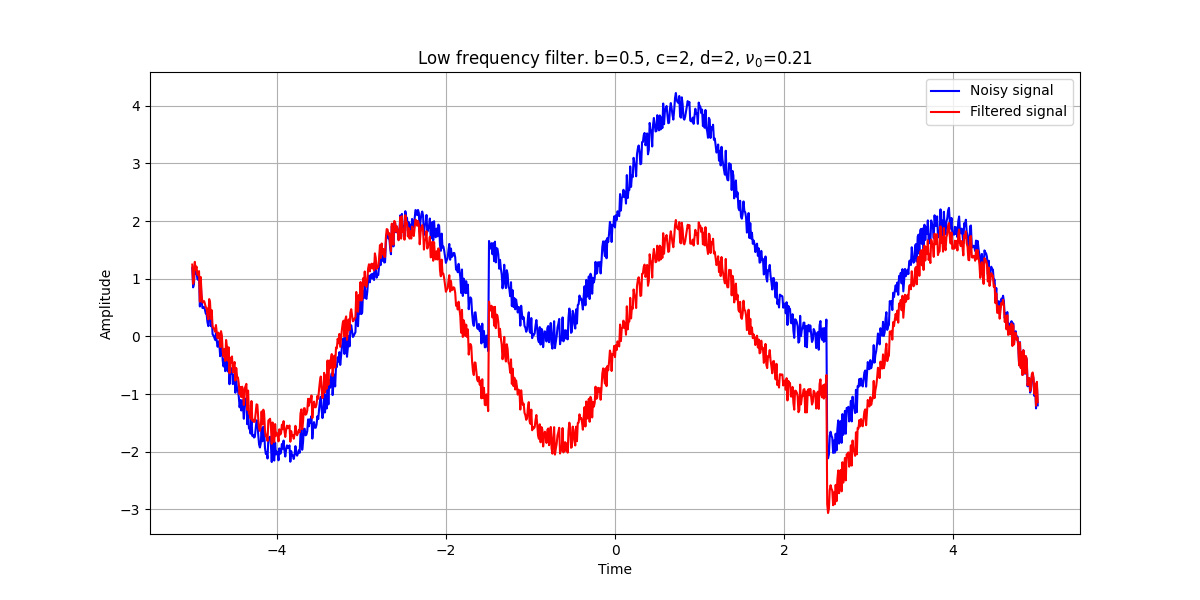 Low frequency filter. b=0.5, c=2, d=2, ν₀=0.21
Noisy signal
Filtered signal
4
3
2
1
0
−1
−2
−3
Amplitude
−4
−2
0
2
4
Time